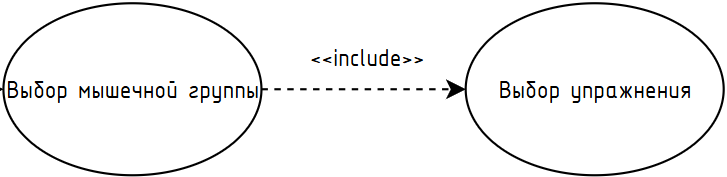 <<include>>
Выбор мышечной группы
Выбор упражнения